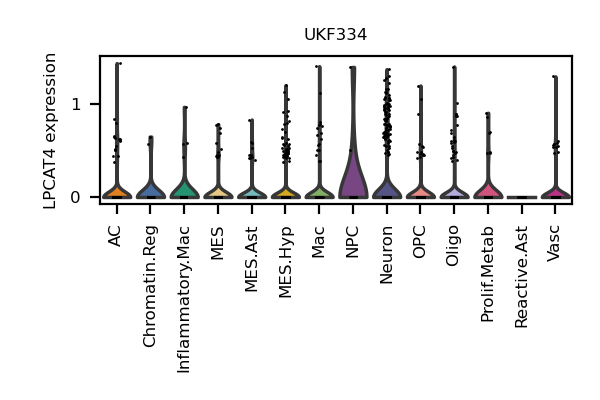 UKF334
LPCAT4 expression
1
0
AC
Chromatin.Reg
Inflammatory.Mac
MES
MES.Ast
MES.Hyp
Mac
NPC
Neuron
OPC
Oligo
Prolif.Metab
Reactive.Ast
Vasc